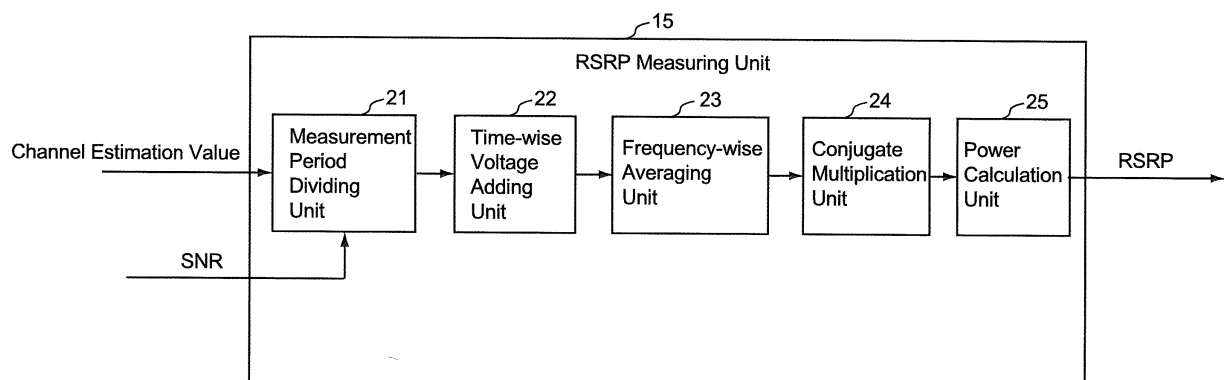 15
RSRP Measuring Unit
21
22
23
24
25
Measurement
Period
Dividing
Unit
Time-wise
Voltage
Adding
Unit
Frequency-wise
Averaging
Unit
Conjugate
Multiplication
Unit
Power
Calculation
Unit
Channel Estimation Value
RSRP
SNR